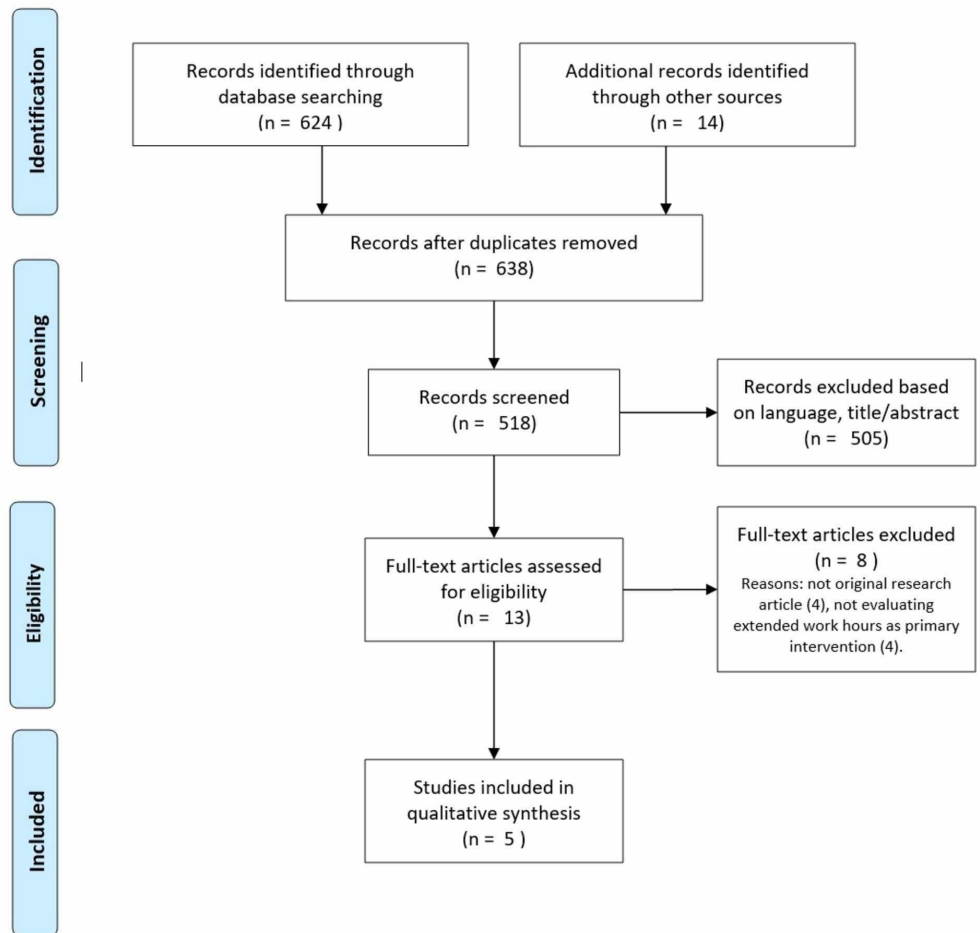 Identification
Records identified through
database searching
(n = 624 )
Additional records identified
through other sources
(n = 14)
Records after duplicates removed
(n = 638)
Screening
Records screened
(n = 518)
Records excluded based
on language, title/abstract
(n = 505)
Eligibility
Full-text articles assessed
for eligibility
(n = 13)
Full-text articles excluded
(n = 8 )
Reasons: not original research
article (4), not evaluating
extended work hours as primary
intervention (4).
Included
Studies included in
qualitative synthesis
(n = 5 )